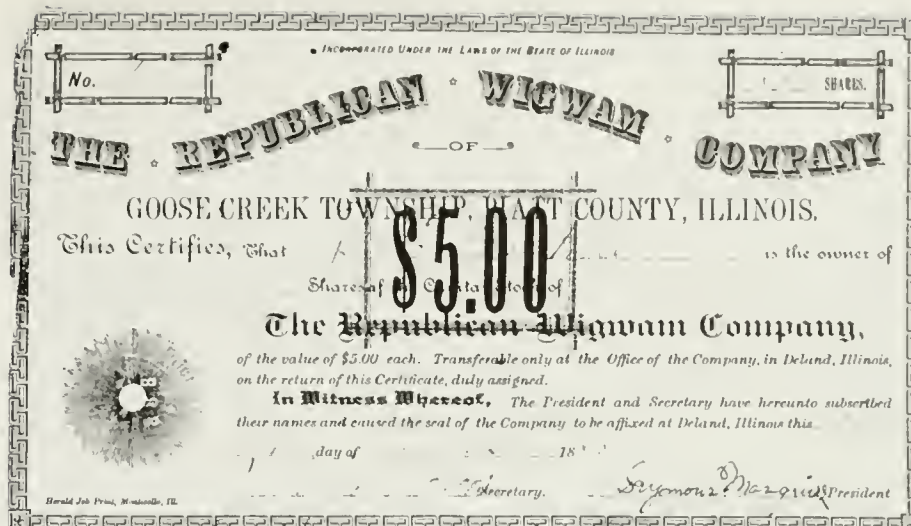 INCORPORATED UNDER THE LAWS OF THE STATE OF ILLINOIS
No.
SHARES.
THE REPUBLICAN WIGWAM COMPANY
OF
GOOSE CREEK TOWNSHIP, PIATT COUNTY, ILLINOIS.
This Certifies, That is the owner of
$5.00
Shares of the Capital Stock of
The Republican Wigwam Company,
of the value of $5.00 each. Transferable only at the Office of the Company, in Deland, Illinois,
on the return of this Certificate, duly assigned.
In Witness Whereof, The President and Secretary have hereunto subscribed
their names and caused the seal of the Company to be affixed at Deland, Illinois this
day of 18
Secretary. Seymour Marquiss President
Herald Job Print, Monticello, Ill.